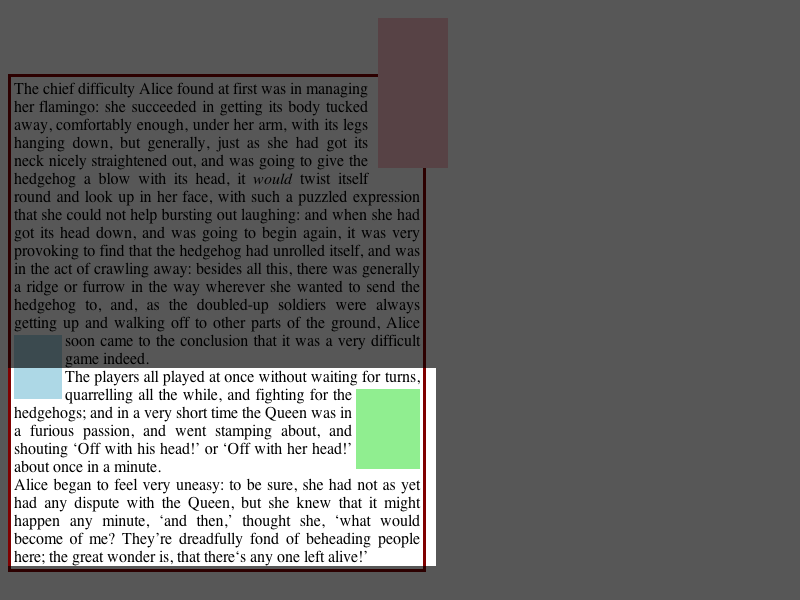 The chief difficulty Alice found at first was in managing
her flamingo: she succeeded in getting its body tucked
away, comfortably enough, under her arm, with its legs
hanging down, but generally, just as she had got its
neck nicely straightened out, and was going to give the
hedgehog a blow with its head, it would twist itself
round and look up in her face, with such a puzzled expression
that she could not help bursting out laughing: and when she had
got its head down, and was going to begin again, it was very
provoking to find that the hedgehog had unrolled itself, and was
in the act of crawling away: besides all this, there was generally
a ridge or furrow in the way wherever she wanted to send the
hedgehog to, and, as the doubled-up soldiers were always
getting up and walking off to other parts of the ground, Alice
soon came to the conclusion that it was a very difficult
game indeed.
The players all played at once without waiting for turns,
quarrelling all the while, and fighting for the
hedgehogs; and in a very short time the Queen was in
a furious passion, and went stamping about, and
shouting ‘Off with his head!’ or ‘Off with her head!’
about once in a minute.
Alice began to feel very uneasy: to be sure, she had not as yet
had any dispute with the Queen, but she knew that it might
happen any minute, ‘and then,’ thought she, ‘what would
become of me? They’re dreadfully fond of beheading people
here; the great wonder is, that there‘s any one left alive!’